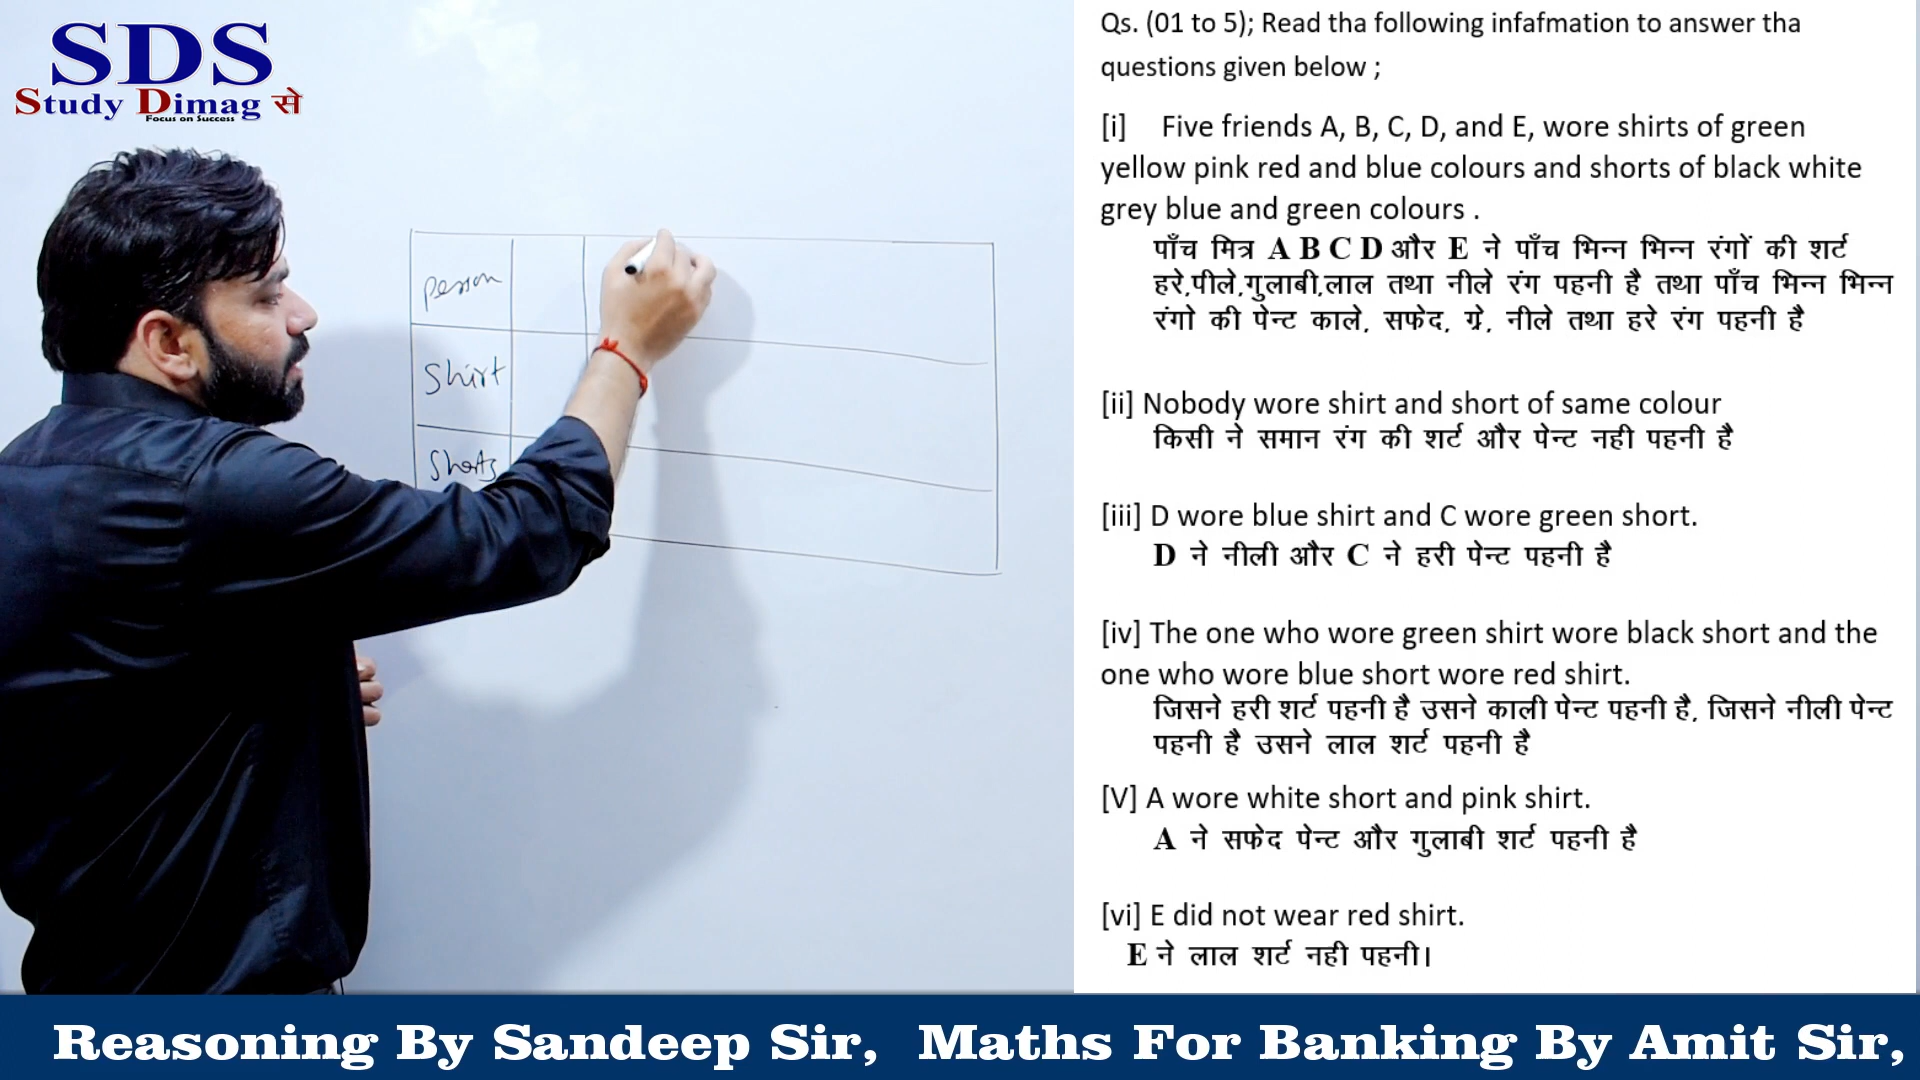 SDS
Study Dimag से
Focus on Success
Person
Shirt
Shorts
Qs. (01 to 5); Read tha following infafmation to answer tha
questions given below ;
[i] Five friends A, B, C, D, and E, wore shirts of green
yellow pink red and blue colours and shorts of black white
grey blue and green colours .
पाँच मित्र A B C D और E ने पाँच भिन्न भिन्न रंगों की शर्ट
हरे,पीले,गुलाबी,लाल तथा नीले रंग पहनी है तथा पाँच भिन्न भिन्न
रंगो की पेन्ट काले, सफेद, ग्रे, नीले तथा हरे रंग पहनी है
[ii] Nobody wore shirt and short of same colour
किसी ने समान रंग की शर्ट और पेन्ट नही पहनी है
[iii] D wore blue shirt and C wore green short.
D ने नीली और C ने हरी पेन्ट पहनी है
[iv] The one who wore green shirt wore black short and the
one who wore blue short wore red shirt.
जिसने हरी शर्ट पहनी है उसने काली पेन्ट पहनी है, जिसने नीली पेन्ट
पहनी है उसने लाल शर्ट पहनी है
[V] A wore white short and pink shirt.
A ने सफेद पेन्ट और गुलाबी शर्ट पहनी है
[vi] E did not wear red shirt.
E ने लाल शर्ट नही पहनी।
Reasoning By Sandeep Sir, Maths For Banking By Amit Sir,